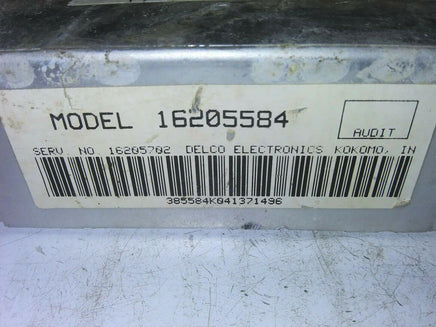 MODEL 16205584
AUDIT
SERV NO. 16205702 DELCO ELECTRONICS KOKOMO, IN
385584K041371496